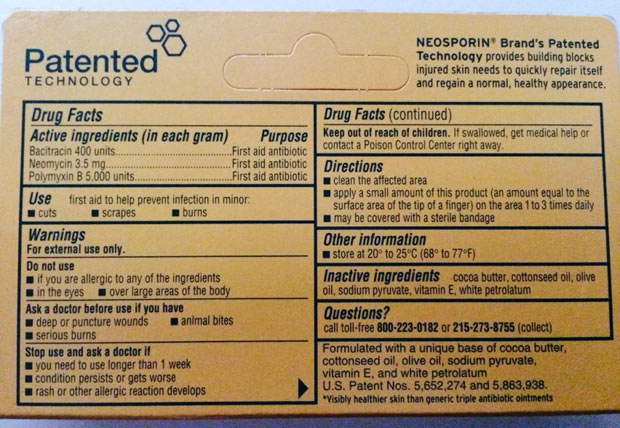 Patented
TECHNOLOGY
NEOSPORIN® Brand's Patented
Technology provides building blocks
injured skin needs to quickly repair itself
and regain a normal, healthy appearance.
Drug Facts
Active ingredients (in each gram) Purpose
Bacitracin 400 units...First aid antibiotic
Neomycin 3.5 mg...First aid antibiotic
Polymyxin B 5,000 units...First aid antibiotic
Use first aid to help prevent infection in minor:
■ cuts ■ scrapes ■ burns
Warnings
For external use only.
Do not use
■ if you are allergic to any of the ingredients
■ in the eyes ■ over large areas of the body
Ask a doctor before use if you have
■ deep or puncture wounds ■ animal bites
■ serious burns
Stop use and ask a doctor if
■ you need to use longer than 1 week
■ condition persists or gets worse
■ rash or other allergic reaction develops
Drug Facts (continued)
Keep out of reach of children. If swallowed, get medical help or
contact a Poison Control Center right away.
Directions
■ clean the affected area
■ apply a small amount of this product (an amount equal to the
surface area of the tip of a finger) on the area 1 to 3 times daily
■ may be covered with a sterile bandage
Other information
■ store at 20° to 25°C (68° to 77°F)
Inactive ingredients cocoa butter, cottonseed oil, olive
oil, sodium pyruvate, vitamin E, white petrolatum
Questions?
call toll-free 800-223-0182 or 215-273-8755 (collect)
Formulated with a unique base of cocoa butter,
cottonseed oil, olive oil, sodium pyruvate,
vitamin E, and white petrolatum
U.S. Patent Nos. 5,652,274 and 5,863,938.
*Visibly healthier skin than generic triple antibiotic ointments